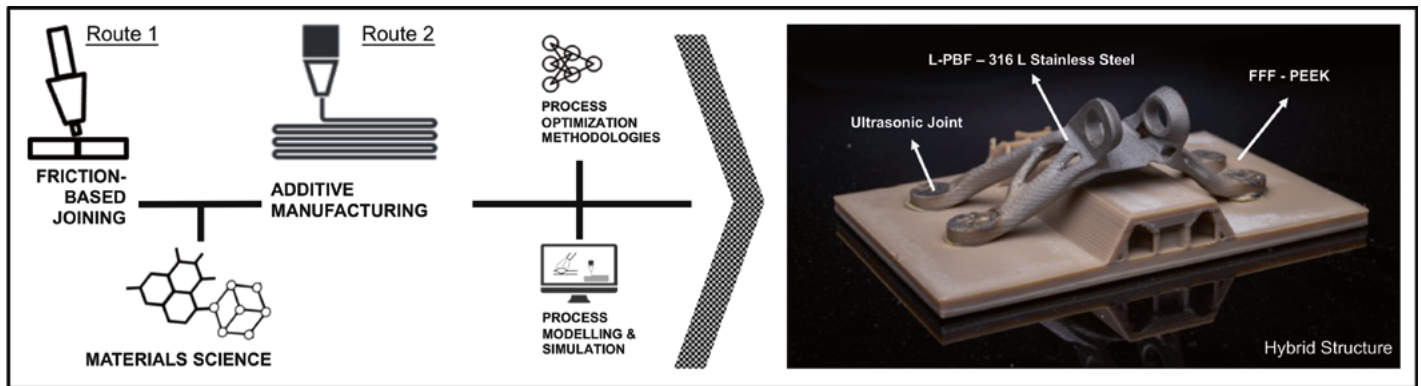 Route 1
FRICTION-
BASED
JOINING
Route 2
ADDITIVE
MANUFACTURING
MATERIALS SCIENCE
PROCESS
OPTIMIZATION
METHODOLOGIES
PROCESS
MODELLING &
SIMULATION
L-PBF – 316 L Stainless Steel
FFF - PEEK
Ultrasonic Joint
Hybrid Structure